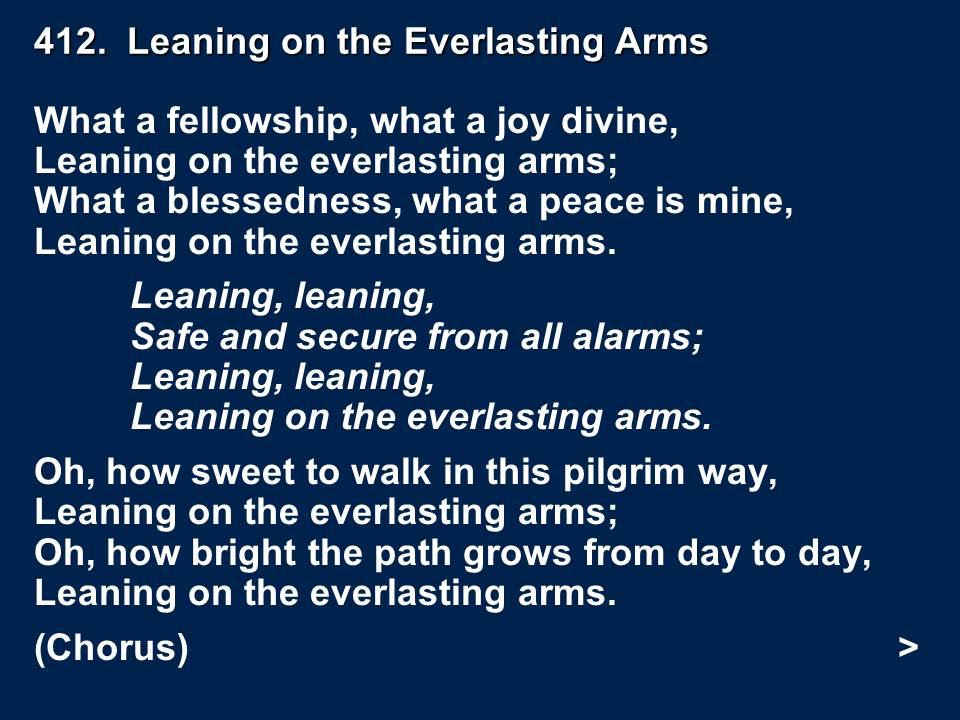 412.  Leaning on the Everlasting Arms
What a fellowship, what a joy divine,
Leaning on the everlasting arms;
What a blessedness, what a peace is mine,
Leaning on the everlasting arms.
Leaning, leaning,
Safe and secure from all alarms;
Leaning, leaning,
Leaning on the everlasting arms.
Oh, how sweet to walk in this pilgrim way,
Leaning on the everlasting arms;
Oh, how bright the path grows from day to day,
Leaning on the everlasting arms.
(Chorus) >